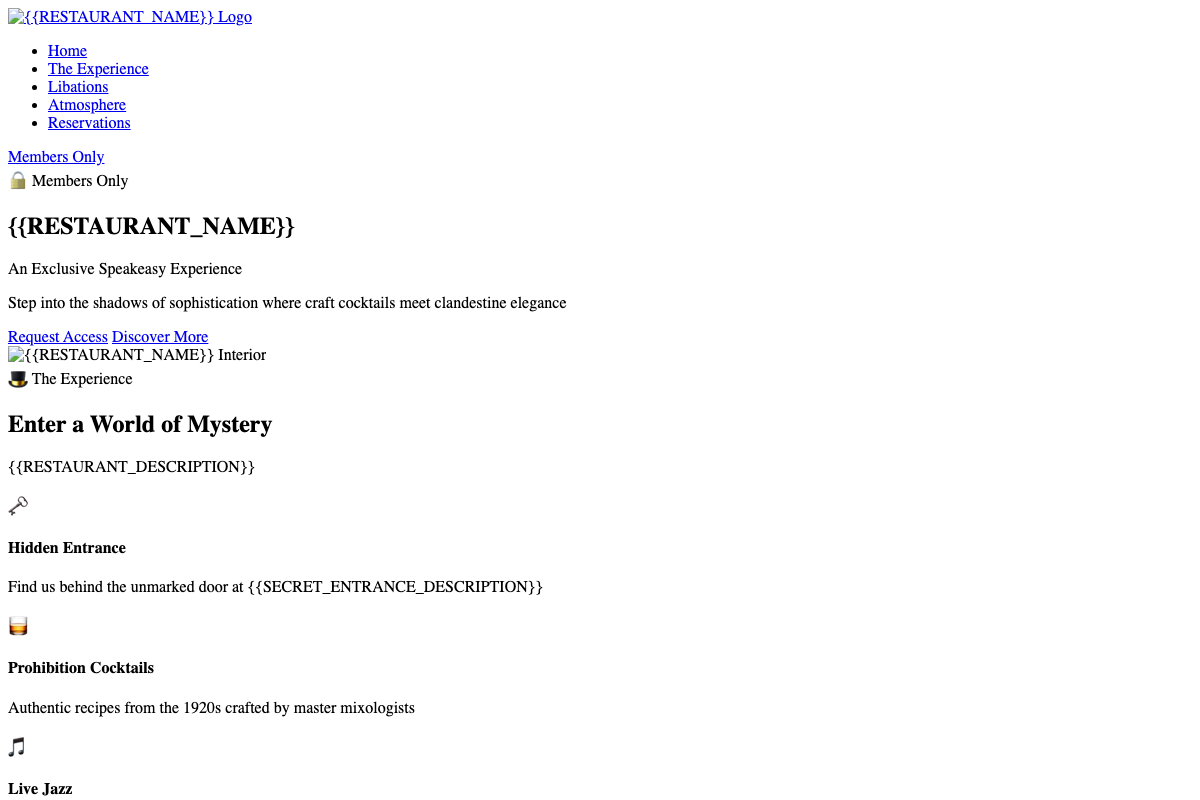 {{RESTAURANT_NAME}} Logo
Home
The Experience
Libations
Atmosphere
Reservations
Members Only
🔒 Members Only
{{RESTAURANT_NAME}}
An Exclusive Speakeasy Experience
Step into the shadows of sophistication where craft cocktails meet clandestine elegance
Request Access Discover More
{{RESTAURANT_NAME}} Interior
🎩 The Experience
Enter a World of Mystery
{{RESTAURANT_DESCRIPTION}}
🗝
Hidden Entrance
Find us behind the unmarked door at {{SECRET_ENTRANCE_DESCRIPTION}}
🥃
Prohibition Cocktails
Authentic recipes from the 1920s crafted by master mixologists
🎵
Live Jazz